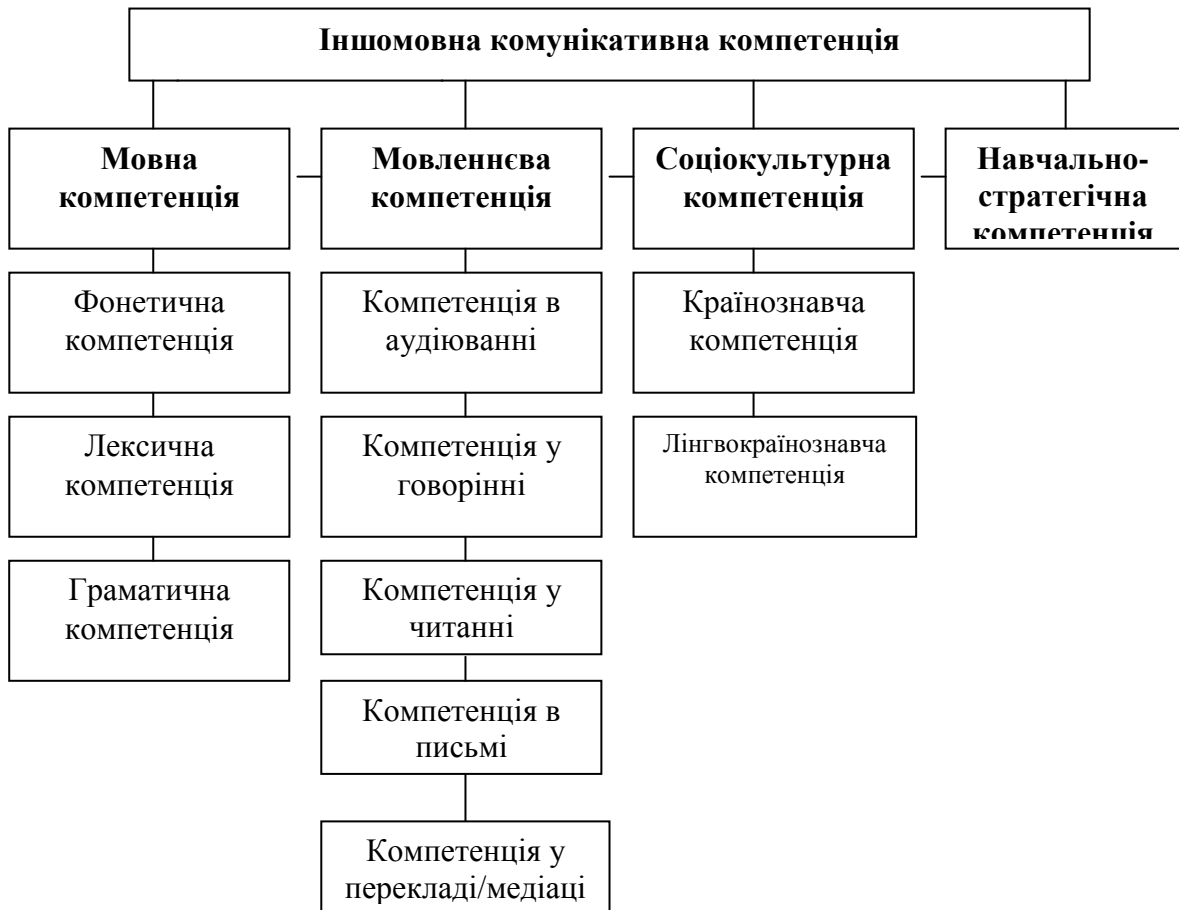 Іншомовна комунікативна компетенція
Мовна
компетенція
Мовленнєва
компетенція
Соціокультурна
компетенція
Навчально-
стратегічна
компетенція
Фонетична
компетенція
Компетенція в
аудіюванні
Країнознавча
компетенція
Лексична
компетенція
Компетенція у
говорінні
Лінгвокраїнознавча
компетенція
Граматична
компетенція
Компетенція у
читанні
Компетенція в
письмі
Компетенція у
перекладі/медіаці